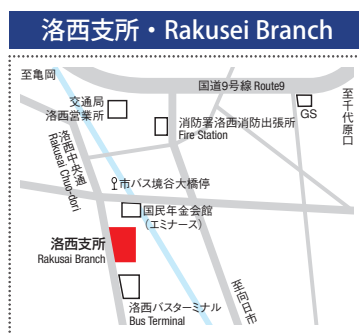 洛西支所・Rakusei Branch
至亀岡
国道9号線 Route9
交通局
洛西営業所
消防署洛西消防出張所
Fire Station
GS
至千代原口
洛西中央通
Rakusai Chuo-dori
市バス境谷大橋停
国民年金会館
(エミナース)
洛西支所
Rakusai Branch
至向日市
洛西バスターミナル
Bus Terminal